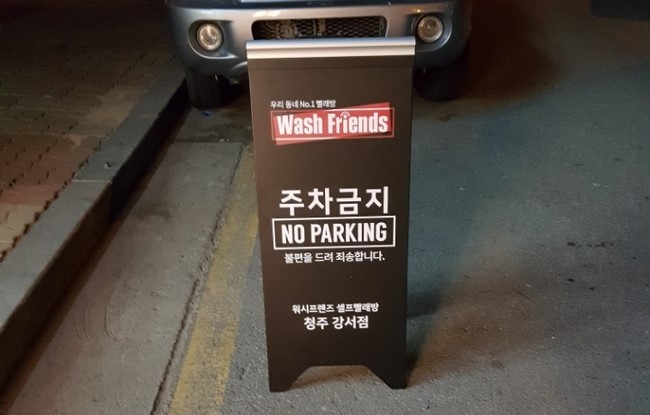 우리 동네 No.1 빨래방
Wash Friends
주차금지
NO PARKING
불편을 드려 죄송합니다.
워시프렌즈 셀프빨래방
청주 강서점